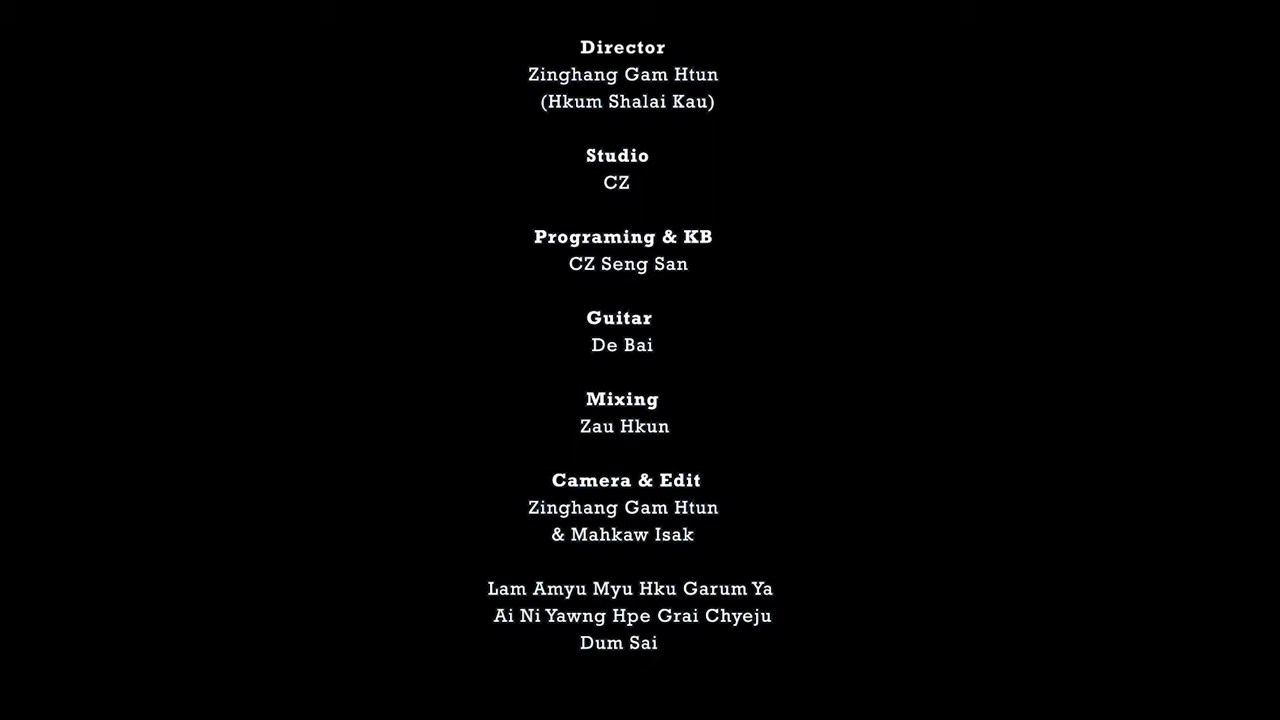 Director
Zinghang Gam Htun
(Hkum Shalai Kau)
Studio
CZ
Programing & KB
CZ Seng San
Guitar
De Bai
Mixing
Zau Hkun
Camera & Edit
Zinghang Gam Htun
& Mahkaw Isak
Lam Amyu Myu Hku Garum Ya
Ai Ni Yawng Hpe Grai Chyeju
Dum Sai